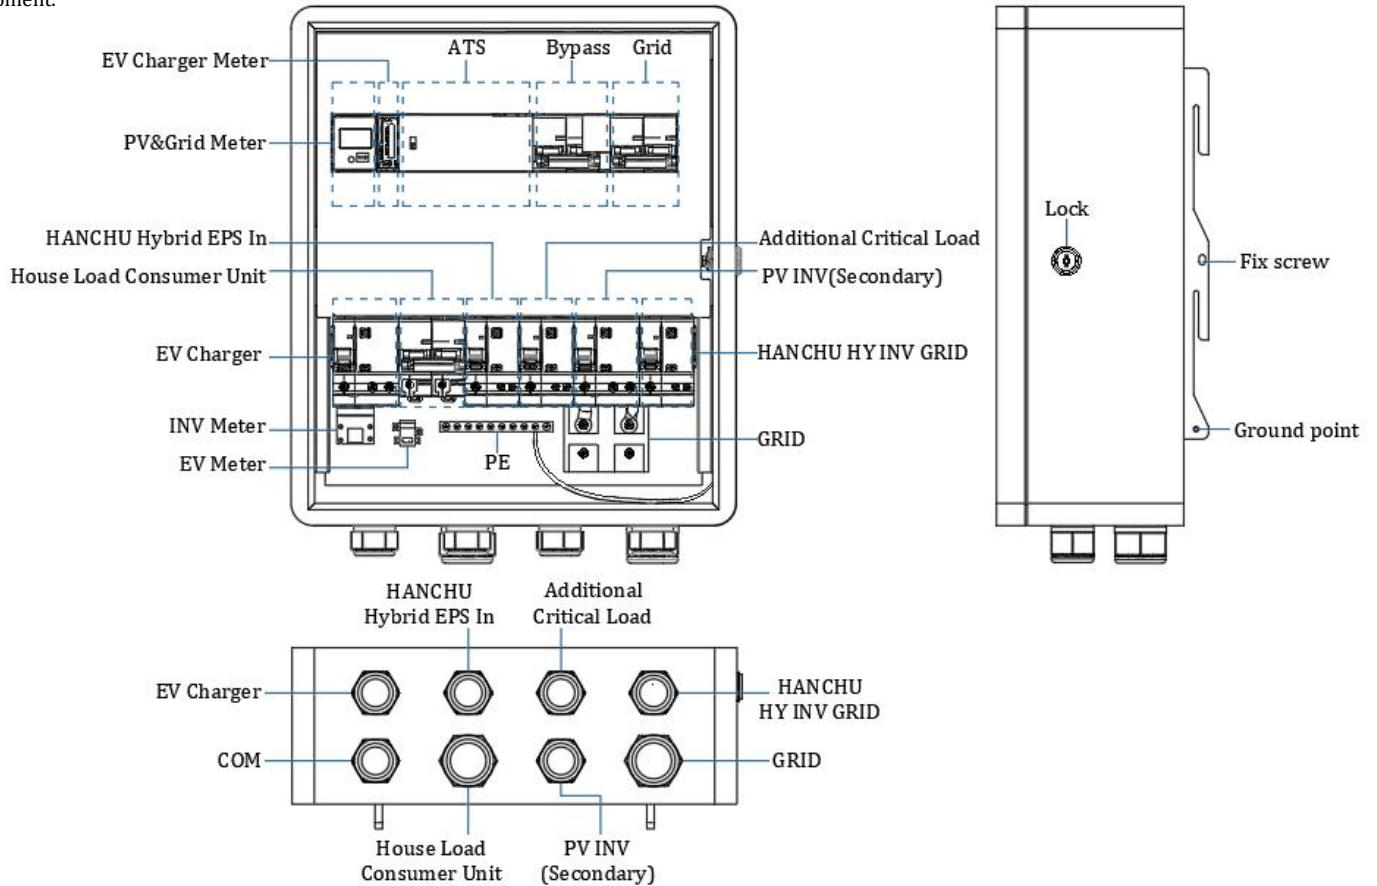 ATS
Bypass
Grid
EV Charger Meter
PV&Grid Meter
HANCHU Hybrid EPS In
Additional Critical Load
House Load Consumer Unit
PV INV(Secondary)
EV Charger
HANCHU HY INV GRID
INV Meter
GRID
EV Meter
PE
Lock
Fix screw
Ground point
HANCHU
Hybrid EPS In
Additional
Critical Load
EV Charger
HANCHU
HY INV GRID
COM
GRID
House Load
Consumer Unit
PV INV
(Secondary)